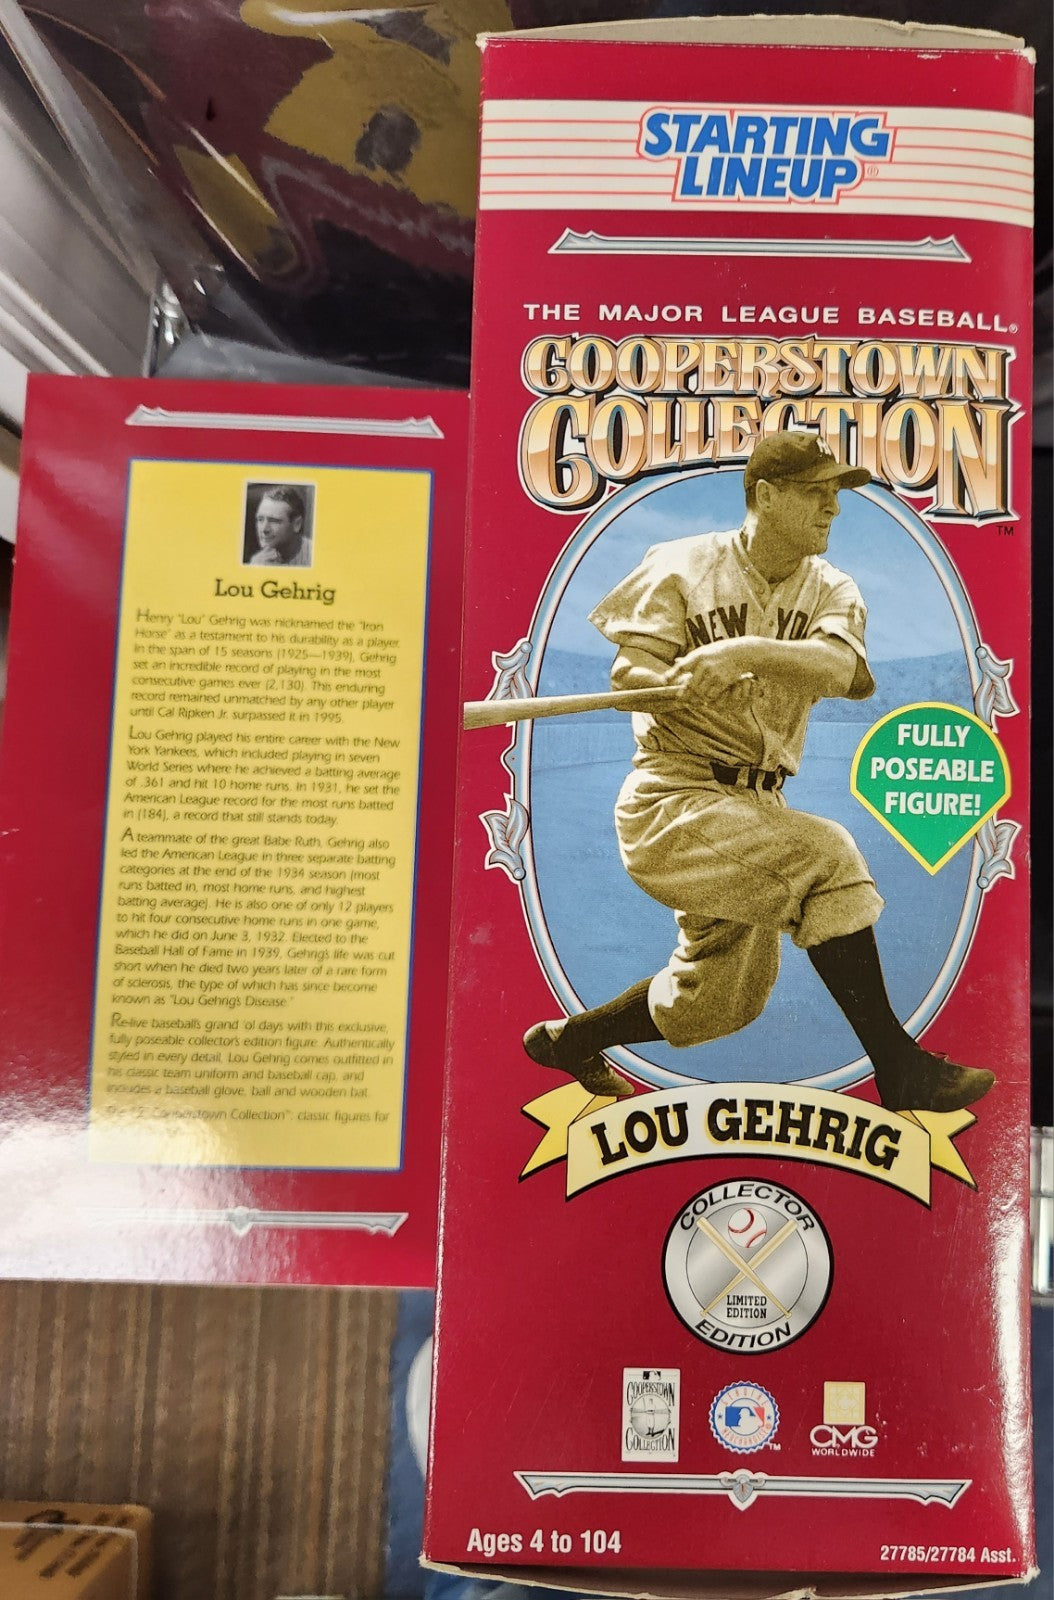 Lou Gehrig
Henry "Lou" Gehrig was nicknamed the "Iron
Horse" as a testament to his durability as a player.
In the span of 15 seasons (1925—1939), Gehrig
set an incredible record of playing in the most
consecutive games ever (2,130). This enduring
record remained unmatched by any other player
until Cal Ripken Jr. surpassed it in 1995.
Lou Gehrig played his entire career with the New
York Yankees, which included playing in seven
World Series where he achieved a batting average
of .361 and hit 10 home runs. In 1931, he set the
American League record for the most runs batted
in (184), a record that still stands today.
A teammate of the great Babe Ruth, Gehrig also
led the American League in three separate batting
categories at the end of the 1934 season (most
runs batted in, most home runs, and highest
batting average). He is also one of only 12 players
to hit four consecutive home runs in one game,
which he did on June 3, 1932. Elected to the
Baseball Hall of Fame in 1939, Gehrig's life was cut
short when he died two years later of a rare form
of sclerosis, the type of which has since become
known as "Lou Gehrig's Disease."
Re-live baseball's grand 'ol days with this exclusive,
fully poseable collector's edition figure. Authentically
styled in every detail, Lou Gehrig comes outfitted in
his classic team uniform and baseball cap, and
includes a baseball glove, ball and wooden bat.
Cooperstown Collection™: classic figures for
STARTING
LINEUP®
THE MAJOR LEAGUE BASEBALL®
COOPERSTOWN
COLLECTION
™
NEW YO
FULLY
POSEABLE
FIGURE!
LOU GEHRIG
COLLECTOR
LIMITED
EDITION
EDITION
COOPERSTOWN
COLLECTION
GENUINE
MERCHANDISE
™
CMG
WORLDWIDE
Ages 4 to 104
27785/27784 Asst.